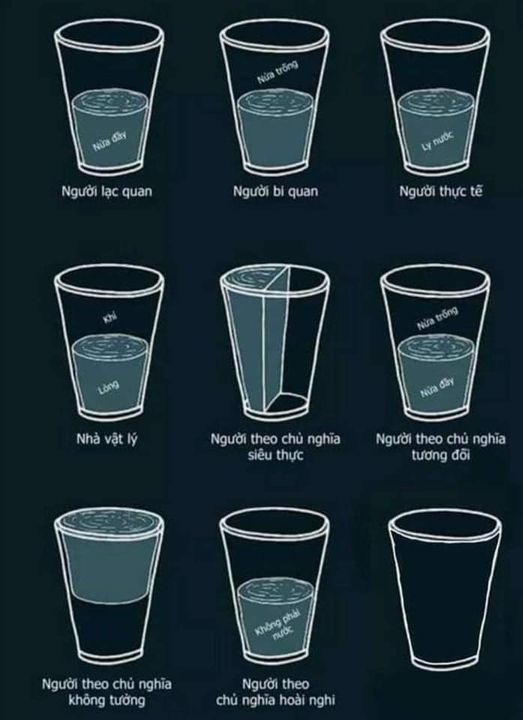 Nửa đầy
Người lạc quan
Nửa trống
Người bi quan
Ly nước
Người thực tế
Khí
Lỏng
Nhà vật lý
Người theo chủ nghĩa
siêu thực
Nửa trống
Nửa đầy
Người theo chủ nghĩa
tương đối
Người theo chủ nghĩa
không tưởng
Không phải
nước
Người theo
chủ nghĩa hoài nghi